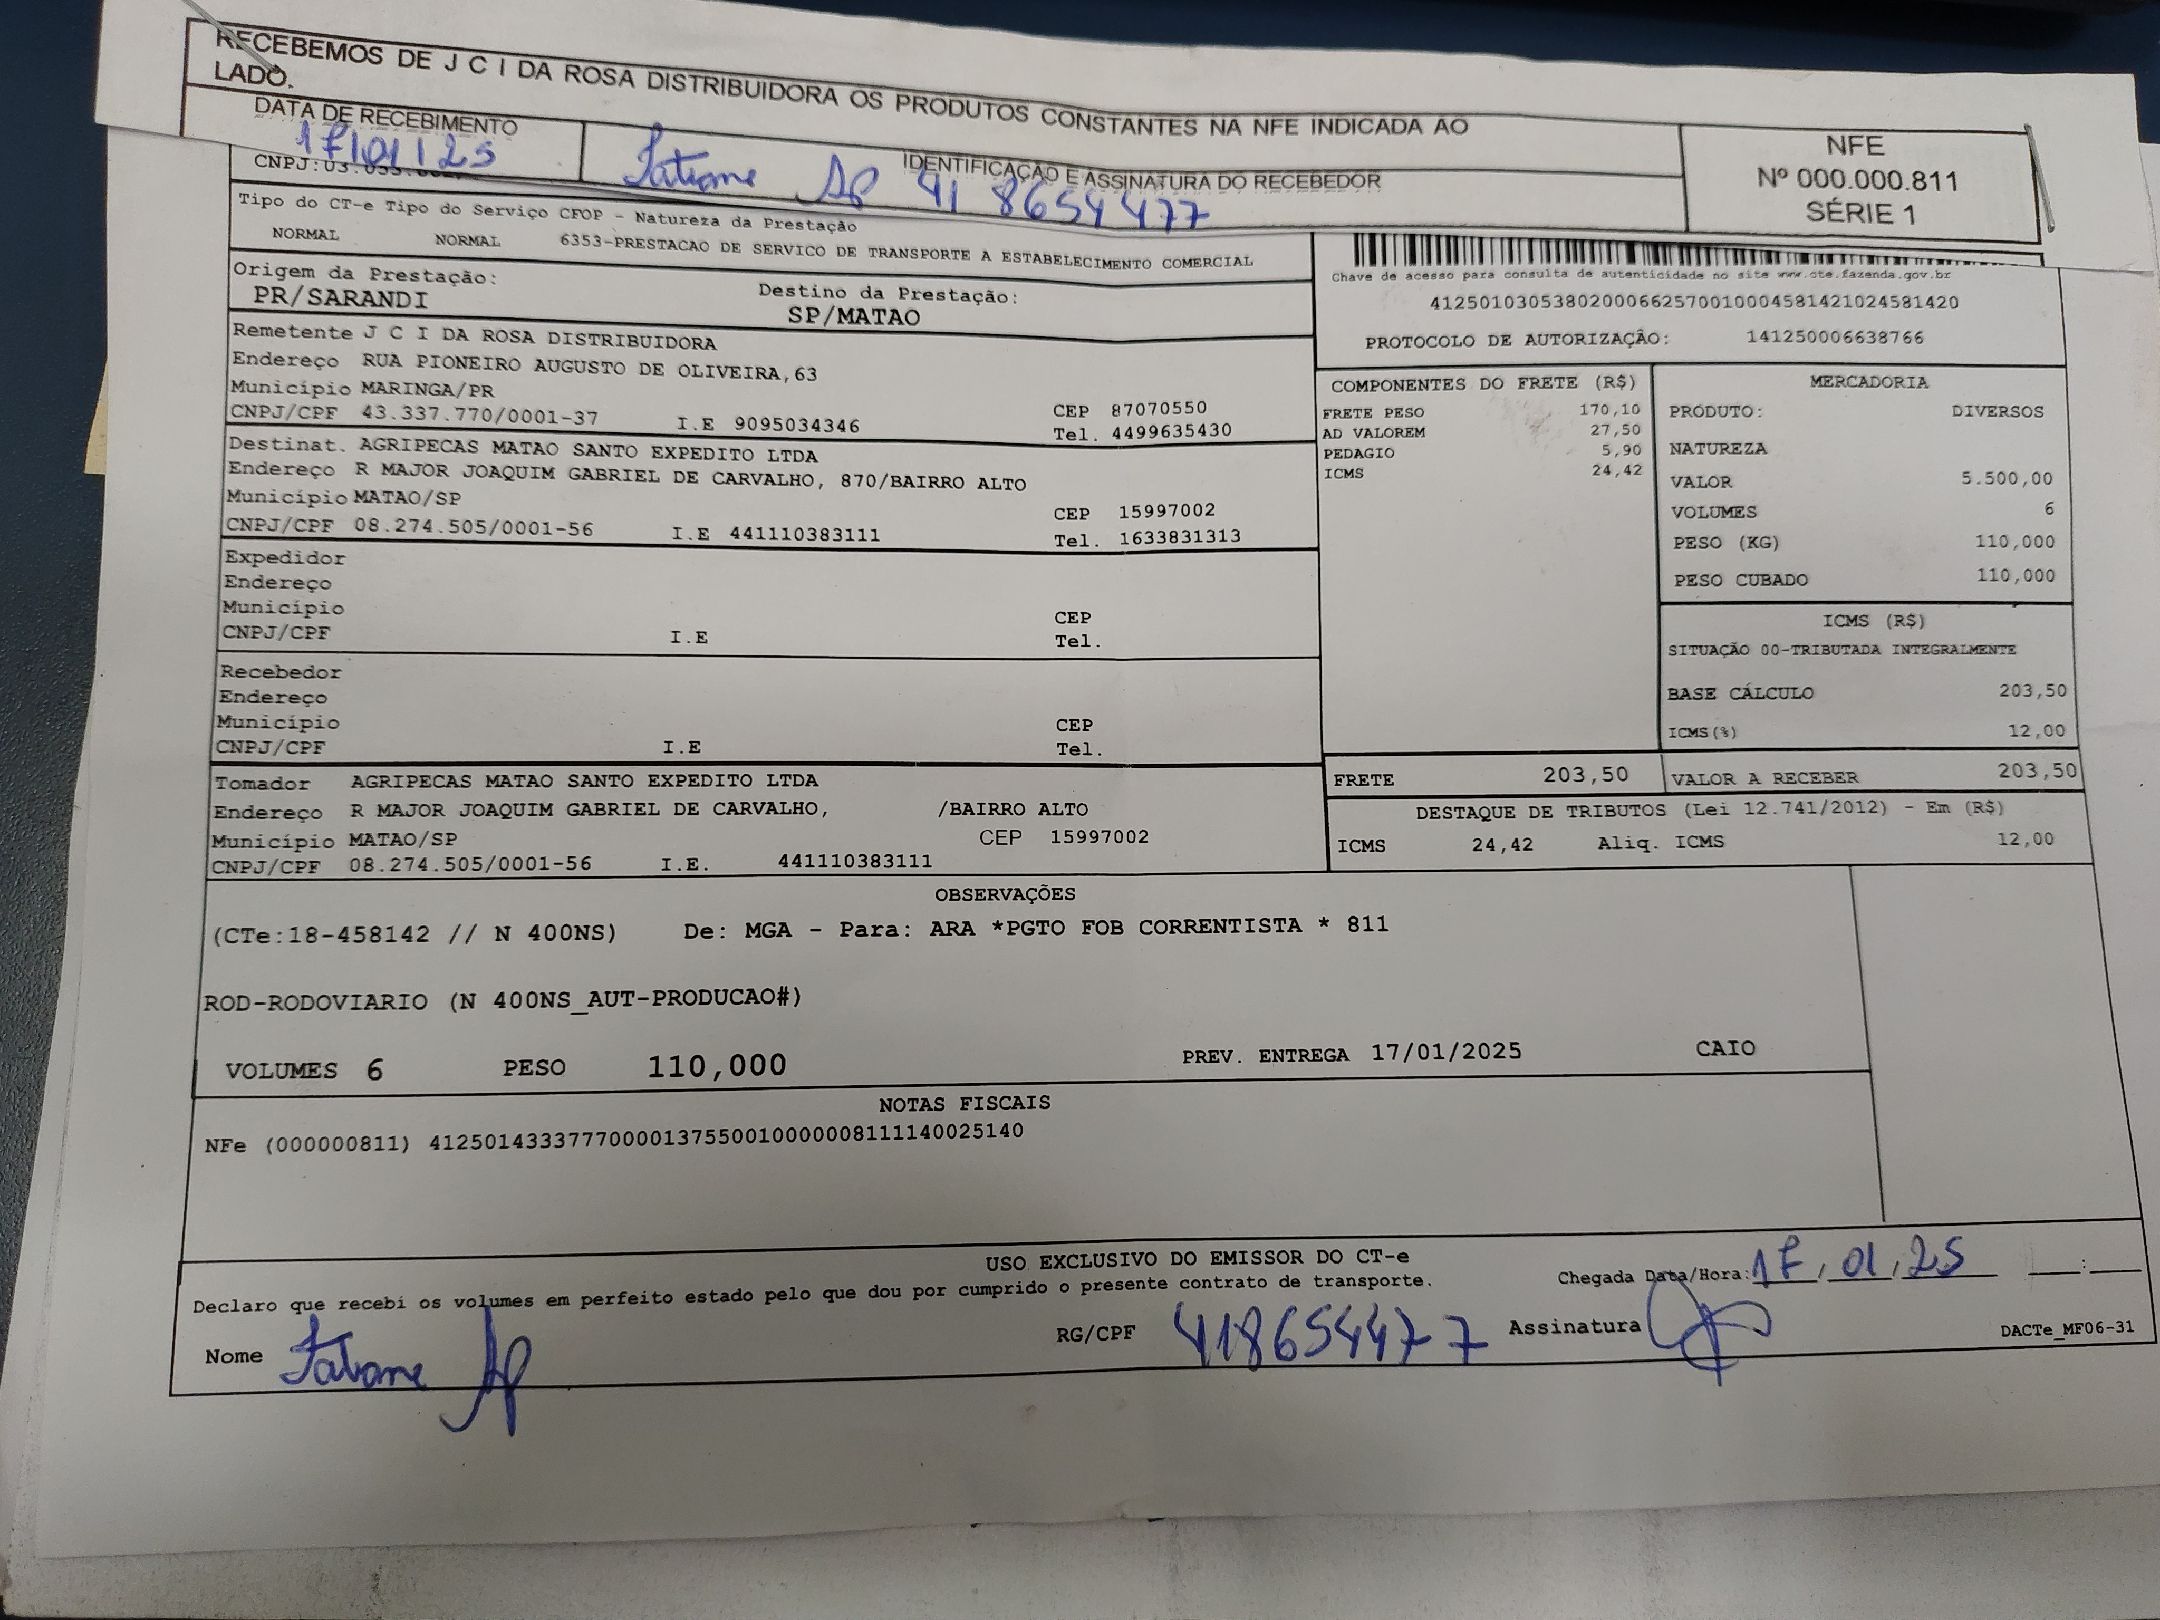 RECEBEMOS DE J C I DA ROSA DISTRIBUIDORA OS PRODUTOS CONSTANTES NA NFE INDICADA AO
LADO.
DATA DE RECEBIMENTO
17/01/25
IDENTIFICAÇÃO E ASSINATURA DO RECEBEDOR
Tatiane Ap 41 8654477
NFE
Nº 000.000.811
SÉRIE 1
CNPJ:03.
Tipo do CT-e Tipo do Serviço CFOP - Natureza da Prestação
NORMAL NORMAL 6353-PRESTACAO DE SERVICO DE TRANSPORTE A ESTABELECIMENTO COMERCIAL
Chave de acesso para consulta de autenticidade no site www.cte.fazenda.gov.br
41250103053802000662570010004581421024581420
PROTOCOLO DE AUTORIZAÇÃO: 141250006638766
Origem da Prestação: Destino da Prestação:
PR/SARANDI SP/MATAO
Remetente J C I DA ROSA DISTRIBUIDORA
Endereço RUA PIONEIRO AUGUSTO DE OLIVEIRA,63
Município MARINGA/PR CEP 87070550
CNPJ/CPF 43.337.770/0001-37 I.E 9095034346 Tel. 4499635430
Destinat. AGRIPECAS MATAO SANTO EXPEDITO LTDA
Endereço R MAJOR JOAQUIM GABRIEL DE CARVALHO, 870/BAIRRO ALTO
Município MATAO/SP CEP 15997002
CNPJ/CPF 08.274.505/0001-56 I.E 441110383111 Tel. 1633831313
Expedidor
Endereço
Município CEP
CNPJ/CPF I.E Tel.
Recebedor
Endereço
Município CEP
CNPJ/CPF I.E Tel.
Tomador AGRIPECAS MATAO SANTO EXPEDITO LTDA
Endereço R MAJOR JOAQUIM GABRIEL DE CARVALHO, /BAIRRO ALTO
Município MATAO/SP CEP 15997002
CNPJ/CPF 08.274.505/0001-56 I.E. 441110383111
COMPONENTES DO FRETE (R$)
FRETE PESO 170,10
AD VALOREM 27,50
PEDAGIO 5,90
ICMS 24,42
MERCADORIA
PRODUTO: DIVERSOS
NATUREZA
VALOR 5.500,00
VOLUMES 6
PESO (KG) 110,000
PESO CUBADO 110,000
ICMS (R$)
SITUAÇÃO 00-TRIBUTADA INTEGRALMENTE
BASE CÁLCULO 203,50
ICMS(%) 12,00
FRETE 203,50 VALOR A RECEBER 203,50
DESTAQUE DE TRIBUTOS (Lei 12.741/2012) - Em (R$)
ICMS 24,42 Aliq. ICMS 12,00
OBSERVAÇÕES
(CTe:18-458142 // N 400NS) De: MGA - Para: ARA *PGTO FOB CORRENTISTA * 811
ROD-RODOVIARIO (N 400NS_AUT-PRODUCAO#)
VOLUMES 6 PESO 110,000 PREV. ENTREGA 17/01/2025 CAIO
NOTAS FISCAIS
NFe (000000811) 41250143337770000137550010000008111140025140
USO EXCLUSIVO DO EMISSOR DO CT-e
Declaro que recebi os volumes em perfeito estado pelo que dou por cumprido o presente contrato de transporte.
Chegada Data/Hora: 17,01,25 :
Nome Tatiane Ap RG/CPF 418654477 Assinatura
DACTe_MF06-31